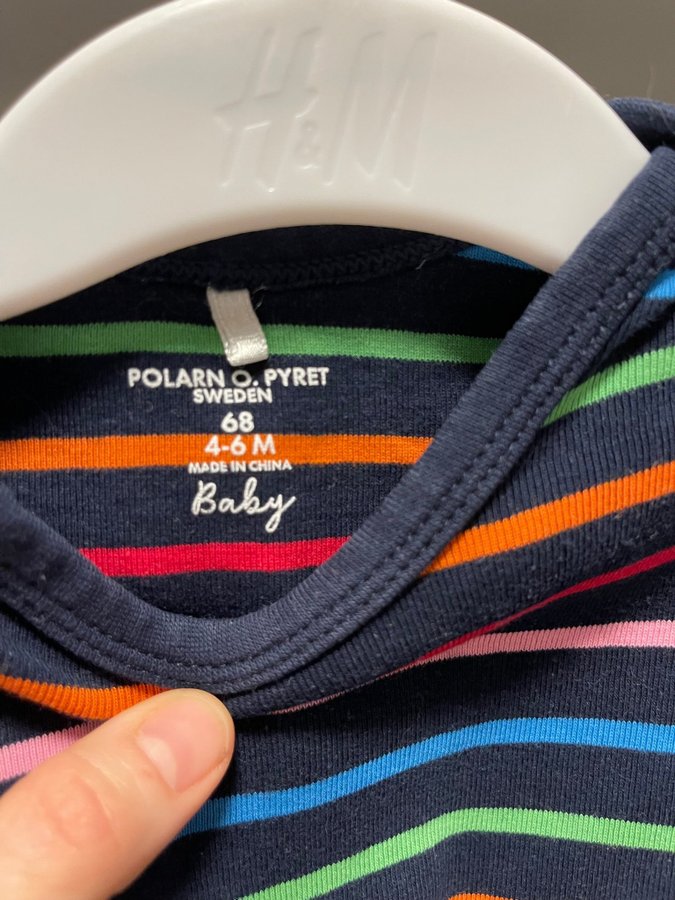 H&M
POLARN O. PYRET
SWEDEN
68
4-6 M
MADE IN CHINA
Baby